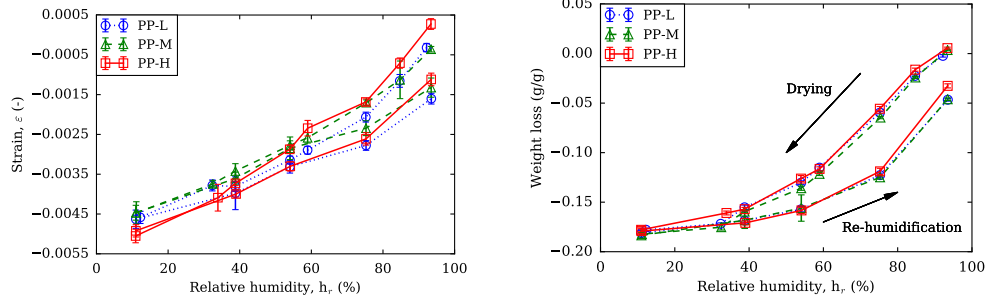 0.0005
−0.0005
−0.0015
−0.0025
−0.0035
−0.0045
−0.0055
Strain, ε (-)
PP-L
PP-M
PP-H
0 20 40 60 80 100
Relative humidity, hᵣ (%)
0.05
0.00
−0.05
−0.10
−0.15
−0.20
Weight loss (g/g)
PP-L
PP-M
PP-H
Drying
Re-humidification
0 20 40 60 80 100
Relative humidity, hᵣ (%)